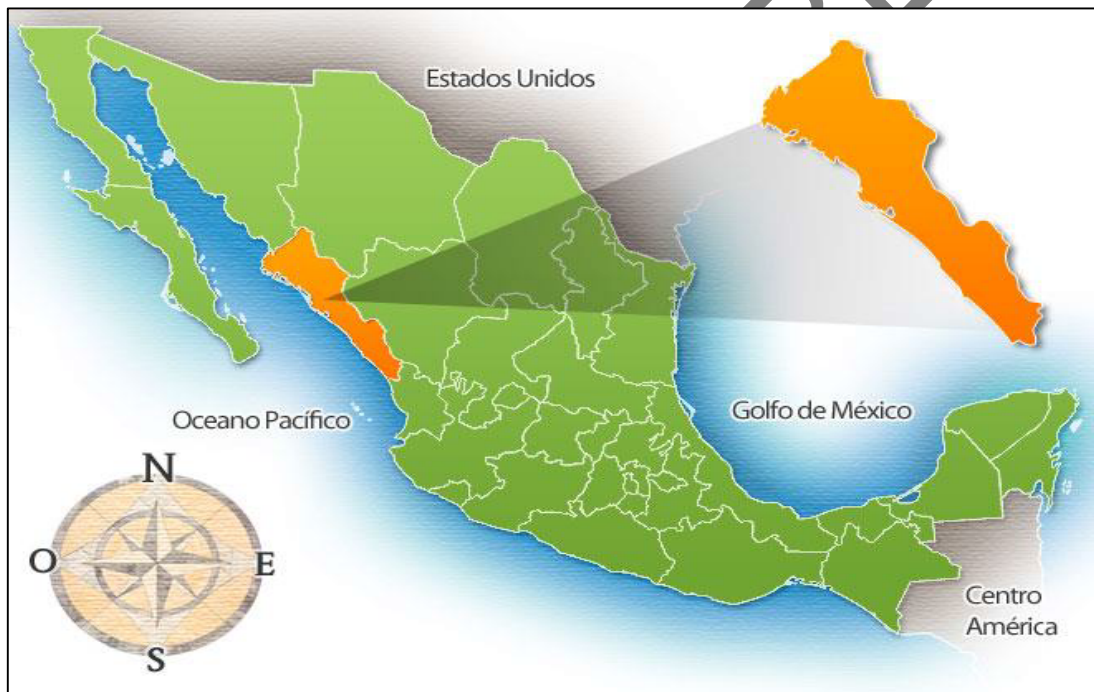 Estados Unidos
Oceano Pacífico
Golfo de México
N
O
E
S
Centro
América